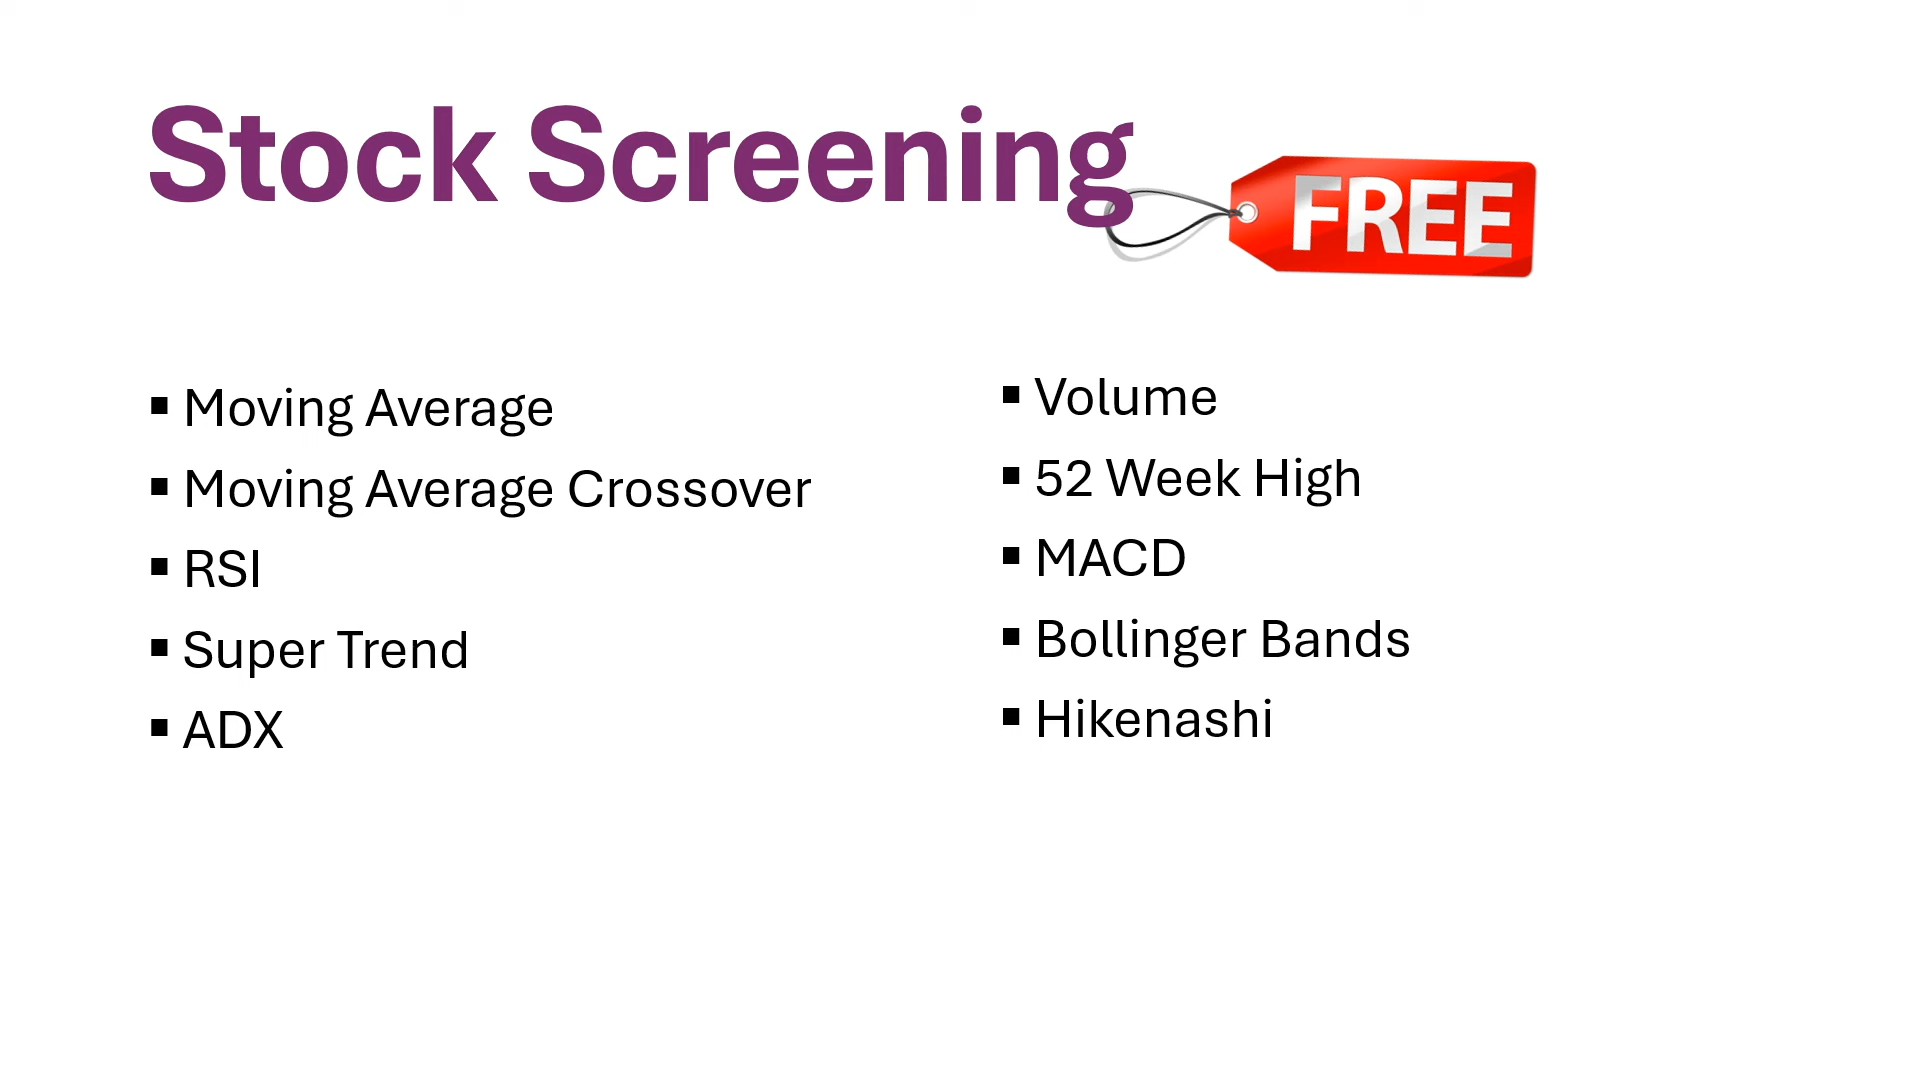 Stock Screening
FREE
▪ Moving Average
▪ Moving Average Crossover
▪ RSI
▪ Super Trend
▪ ADX
▪ Volume
▪ 52 Week High
▪ MACD
▪ Bollinger Bands
▪ Hikenashi